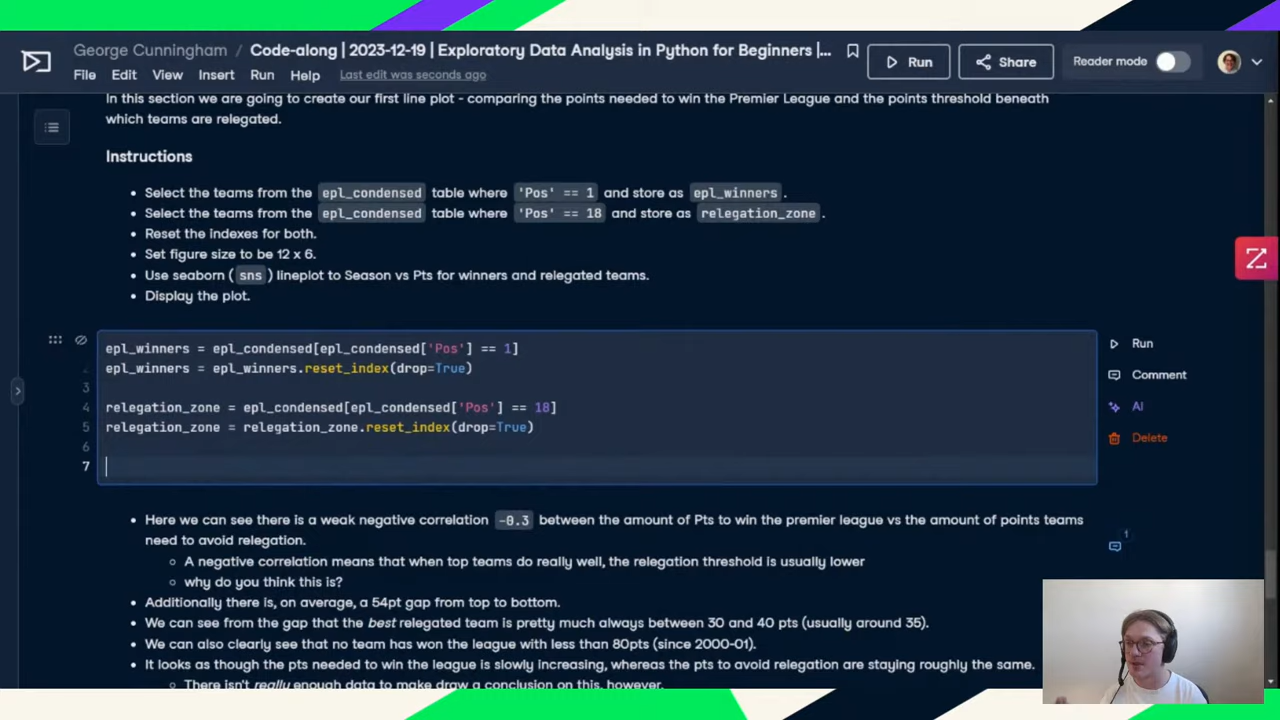 George Cunningham / Code-along | 2023-12-19 | Exploratory Data Analysis in Python for Beginners |...
File Edit View Insert Run Help Last edit was seconds ago
Run
Share
Reader mode
In this section we are going to create our first line plot - comparing the points needed to win the Premier League and the points threshold beneath
which teams are relegated.
Instructions
• Select the teams from the epl_condensed table where 'Pos' == 1 and store as epl_winners.
• Select the teams from the epl_condensed table where 'Pos' == 18 and store as relegation_zone.
• Reset the indexes for both.
• Set figure size to be 12 x 6.
• Use seaborn (sns) lineplot to Season vs Pts for winners and relegated teams.
• Display the plot.
epl_winners = epl_condensed[epl_condensed['Pos'] == 1]
2 epl_winners = epl_winners.reset_index(drop=True)
3
4 relegation_zone = epl_condensed[epl_condensed['Pos'] == 18]
5 relegation_zone = relegation_zone.reset_index(drop=True)
6
7
Run
Comment
AI
Delete
• Here we can see there is a weak negative correlation -0.3 between the amount of Pts to win the premier league vs the amount of points teams
need to avoid relegation.
1
◦ A negative correlation means that when top teams do really well, the relegation threshold is usually lower
◦ why do you think this is?
• Additionally there is, on average, a 54pt gap from top to bottom.
• We can see from the gap that the best relegated team is pretty much always between 30 and 40 pts (usually around 35).
• We can also clearly see that no team has won the league with less than 80pts (since 2000-01).
• It looks as though the pts needed to win the league is slowly increasing, whereas the pts to avoid relegation are staying roughly the same.
◦ There isn't really enough data to make draw a conclusion on this, however.